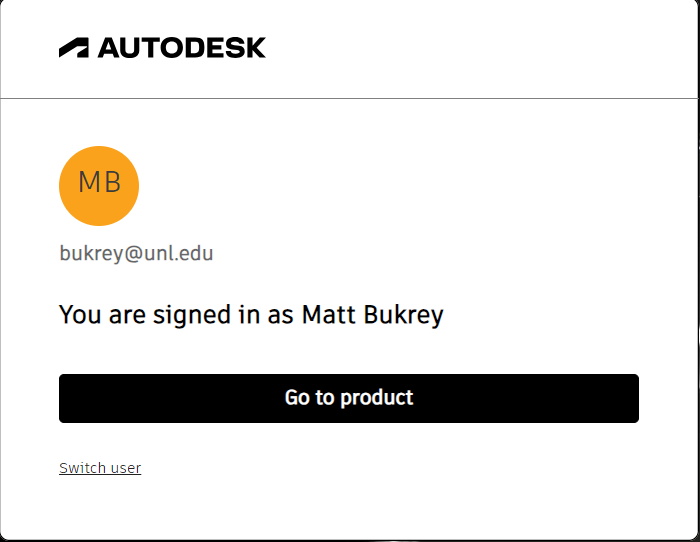 AUTODESK
MB
bukrey@unl.edu
You are signed in as Matt Bukrey
Go to product
Switch user